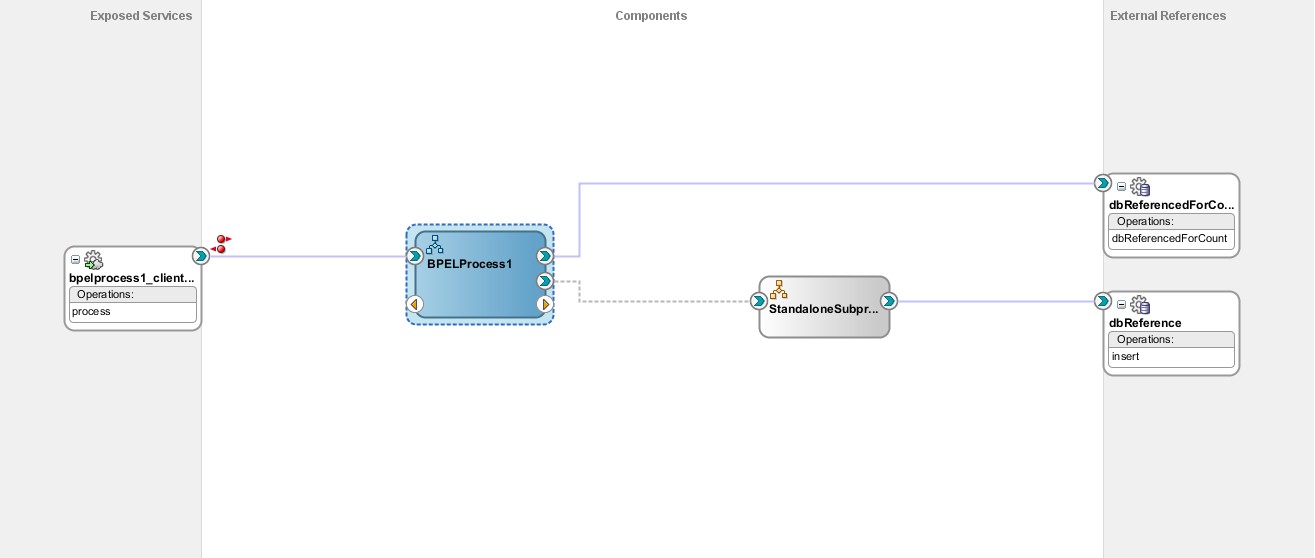 Exposed Services
Components
External References
bpelprocess1_client...
Operations:
process
BPELProcess1
StandaloneSubpr...
dbReferencedForCo...
Operations:
dbReferencedForCount
dbReference
Operations:
insert